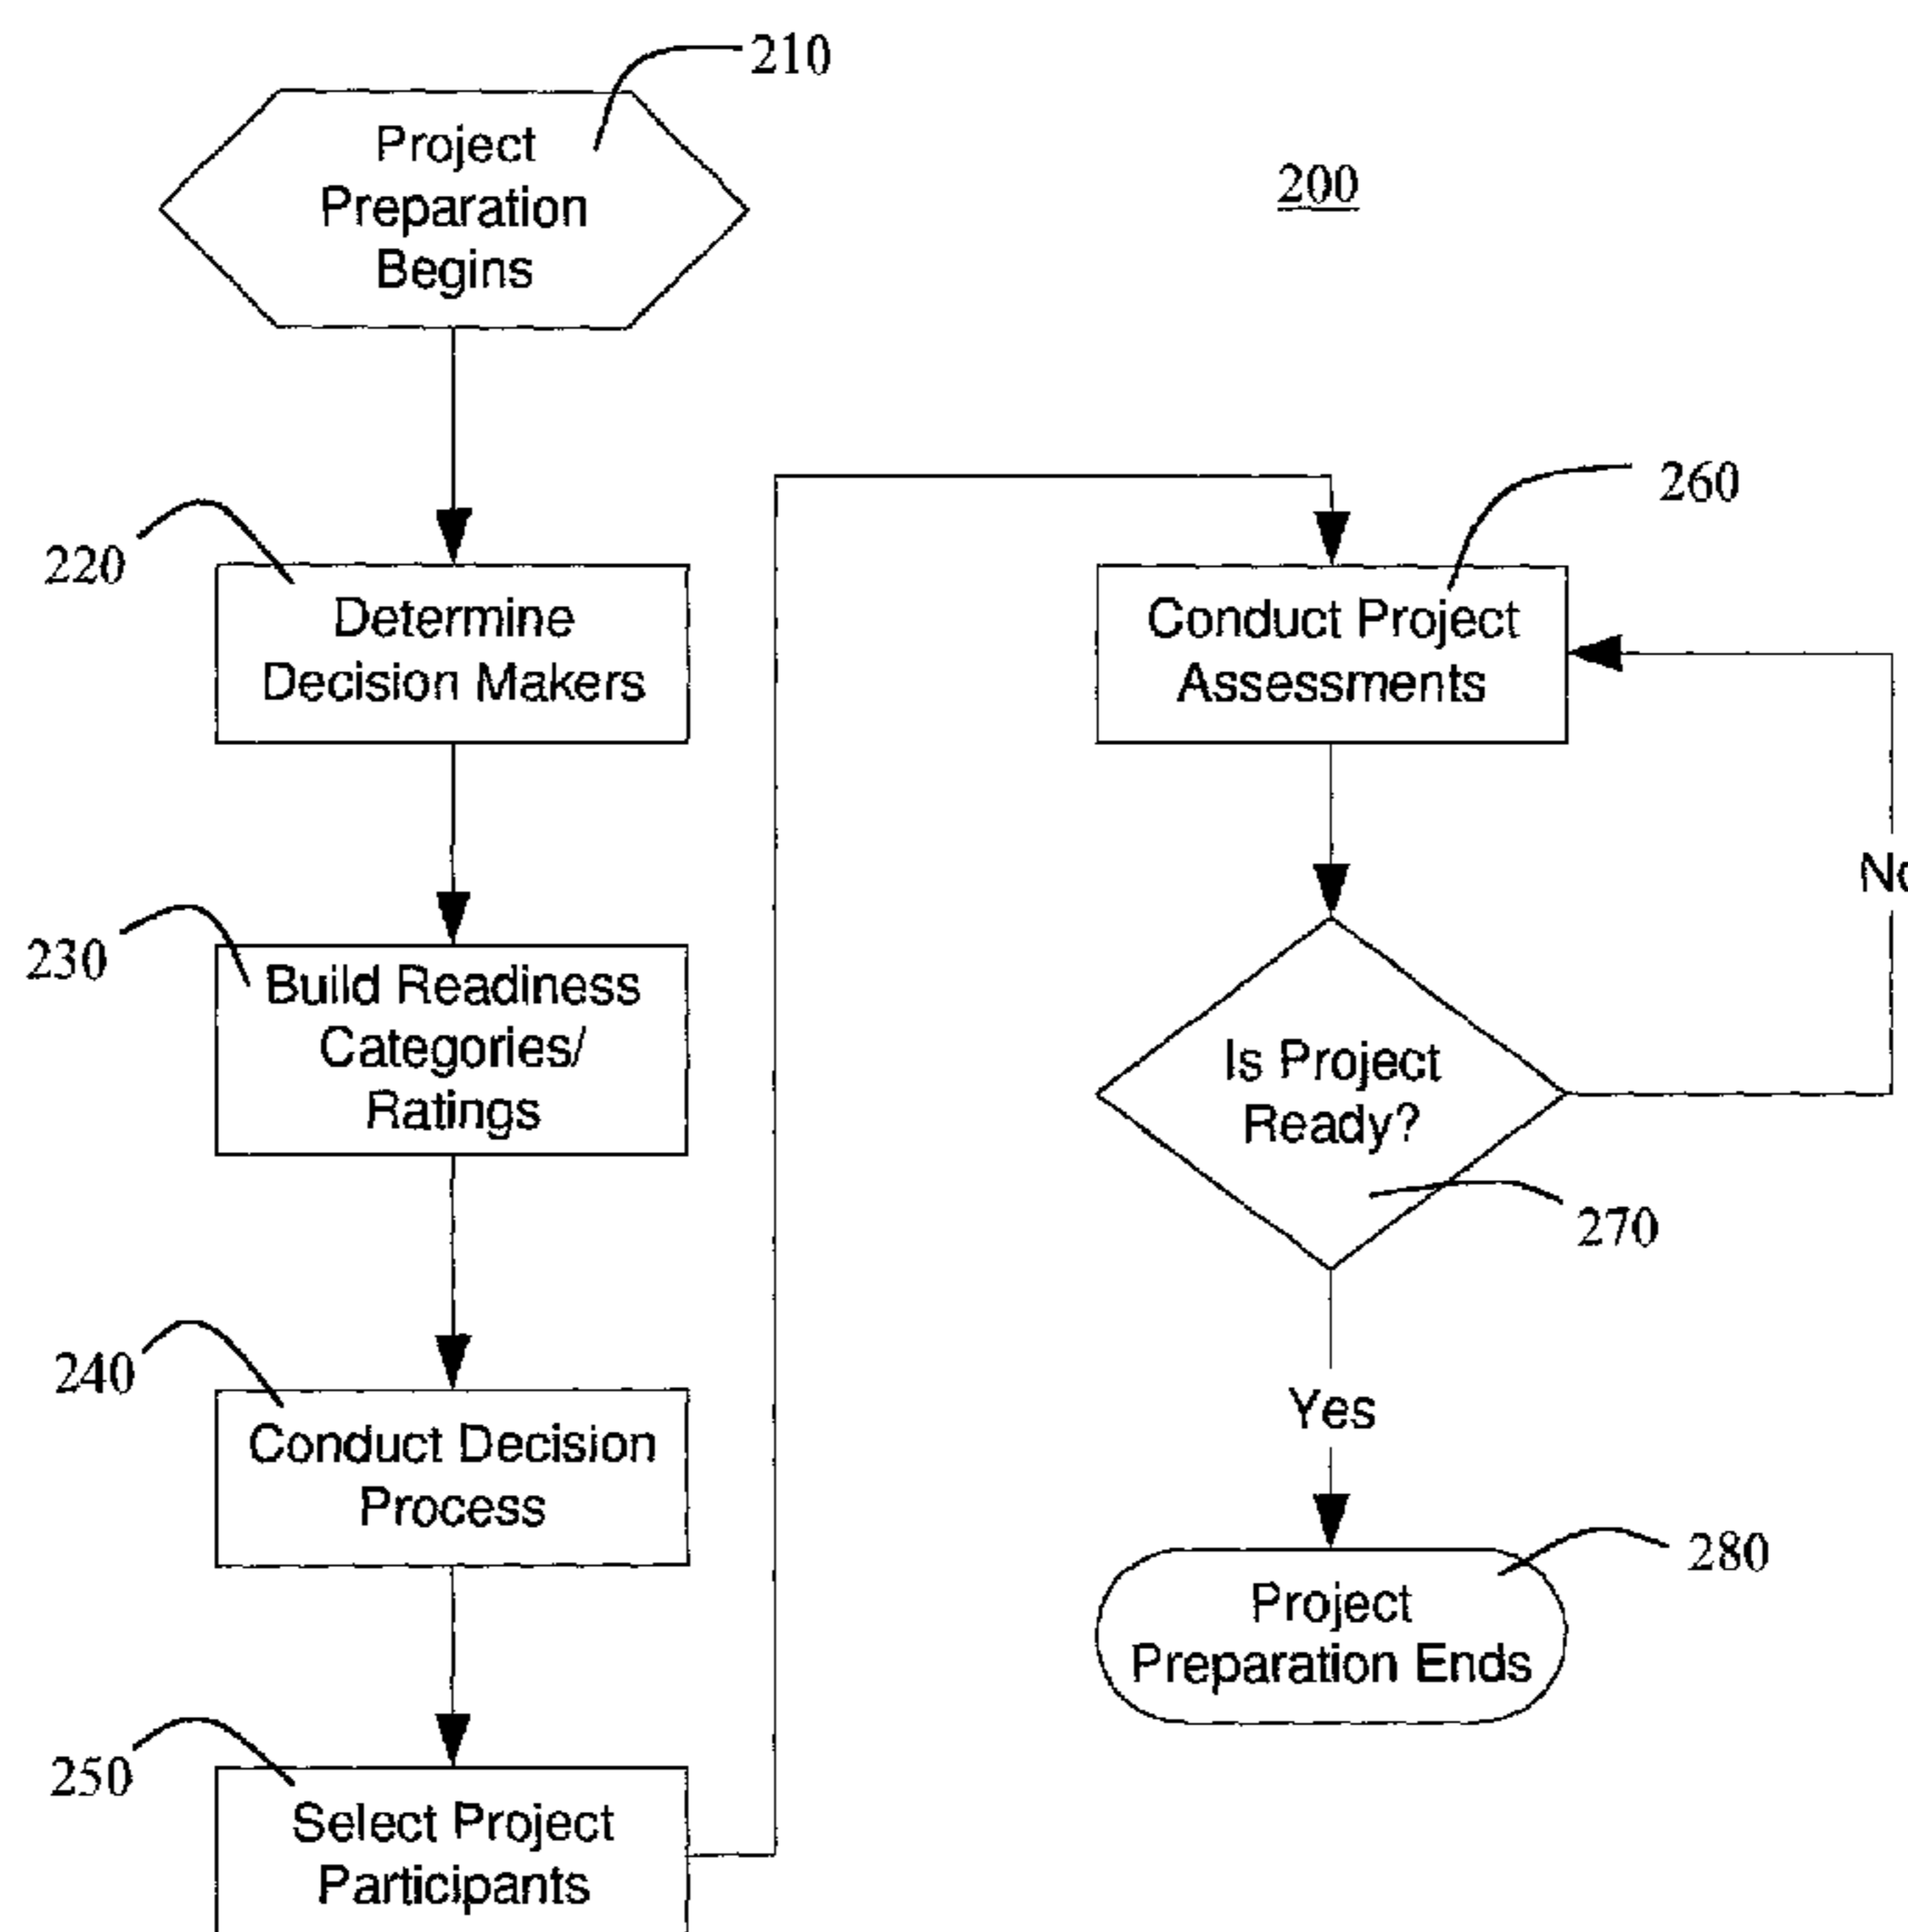 210
Project
Preparation
Begins
200
220
Determine
Decision Makers
230
Build Readiness
Categories/
Ratings
240
Conduct Decision
Process
250
Select Project
Participants
260
Conduct Project
Assessments
No
Is Project
Ready?
270
Yes
280
Project
Preparation Ends